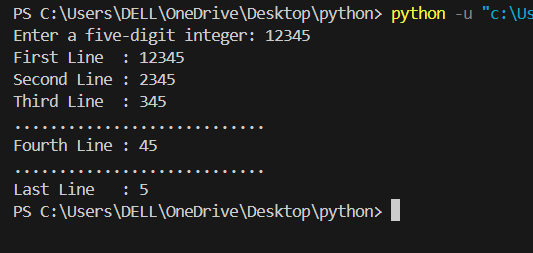 PS C:\Users\DELL\OneDrive\Desktop\python> python -u "c:\Us
Enter a five-digit integer: 12345
First Line  : 12345
Second Line : 2345
Third Line  : 345
............................
Fourth Line : 45
............................
Last Line   : 5
PS C:\Users\DELL\OneDrive\Desktop\python>